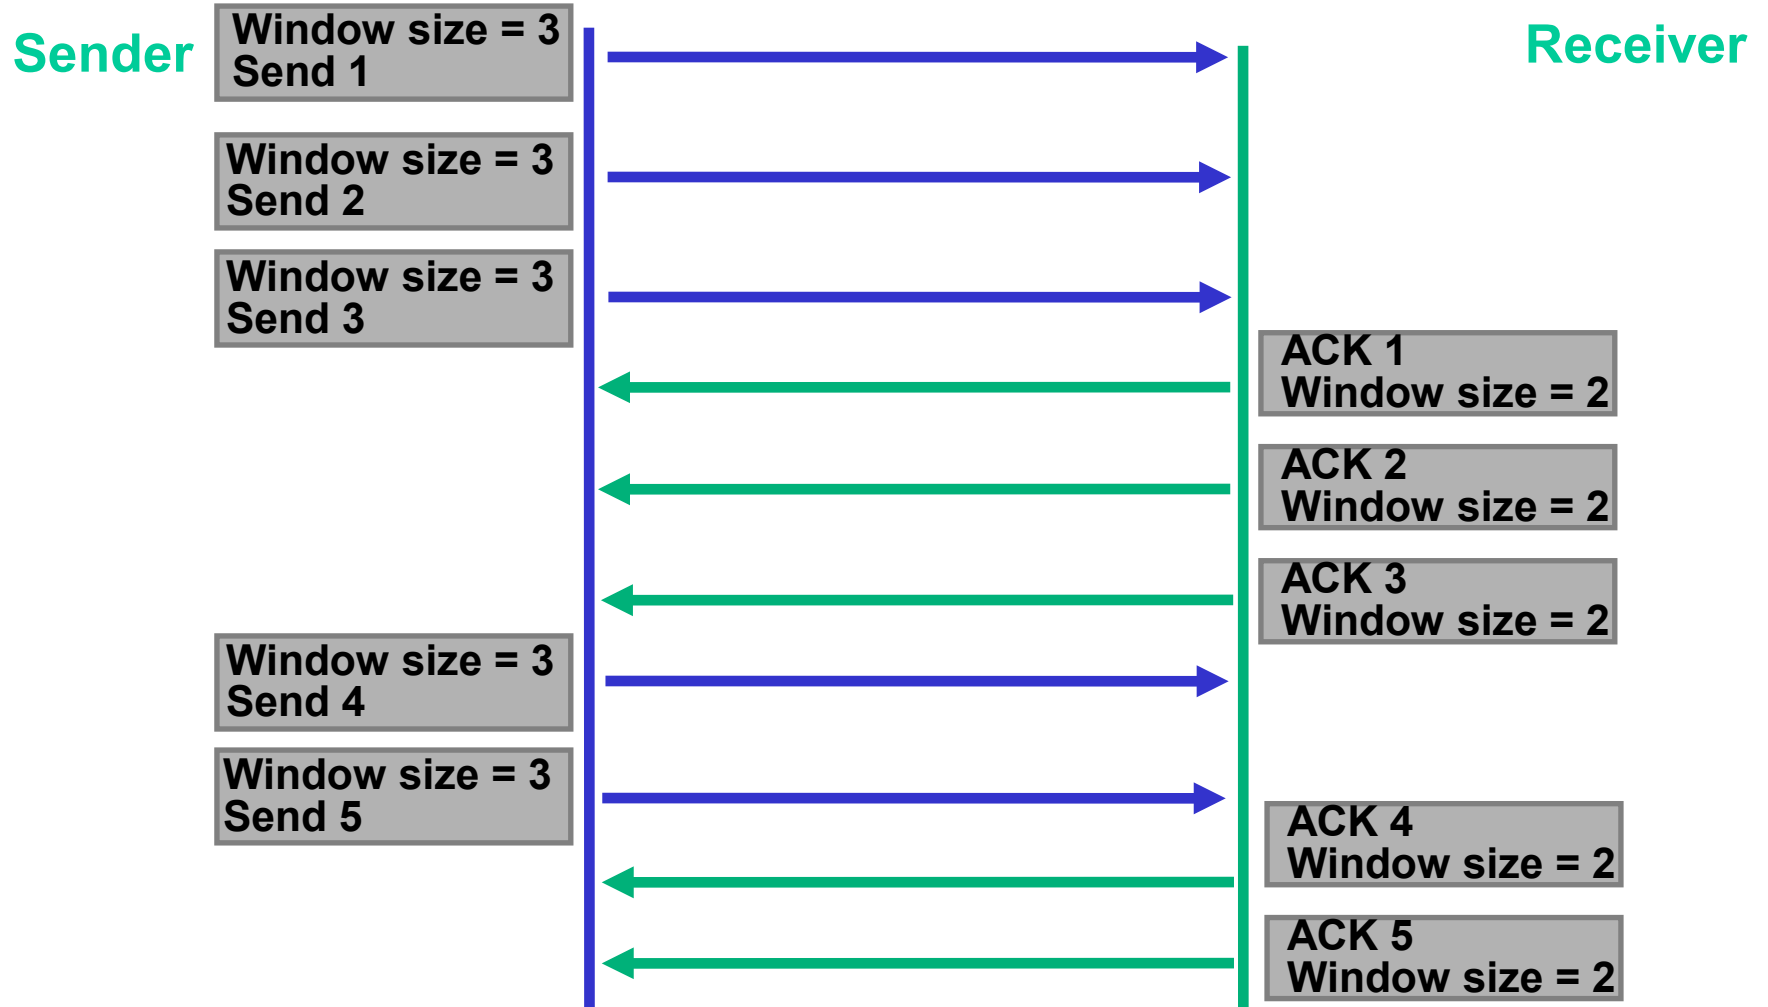 Sender
Window size = 3
Send 1
Receiver
Window size = 3
Send 2
Window size = 3
Send 3
ACK 1
Window size = 2
ACK 2
Window size = 2
ACK 3
Window size = 2
Window size = 3
Send 4
Window size = 3
Send 5
ACK 4
Window size = 2
ACK 5
Window size = 2